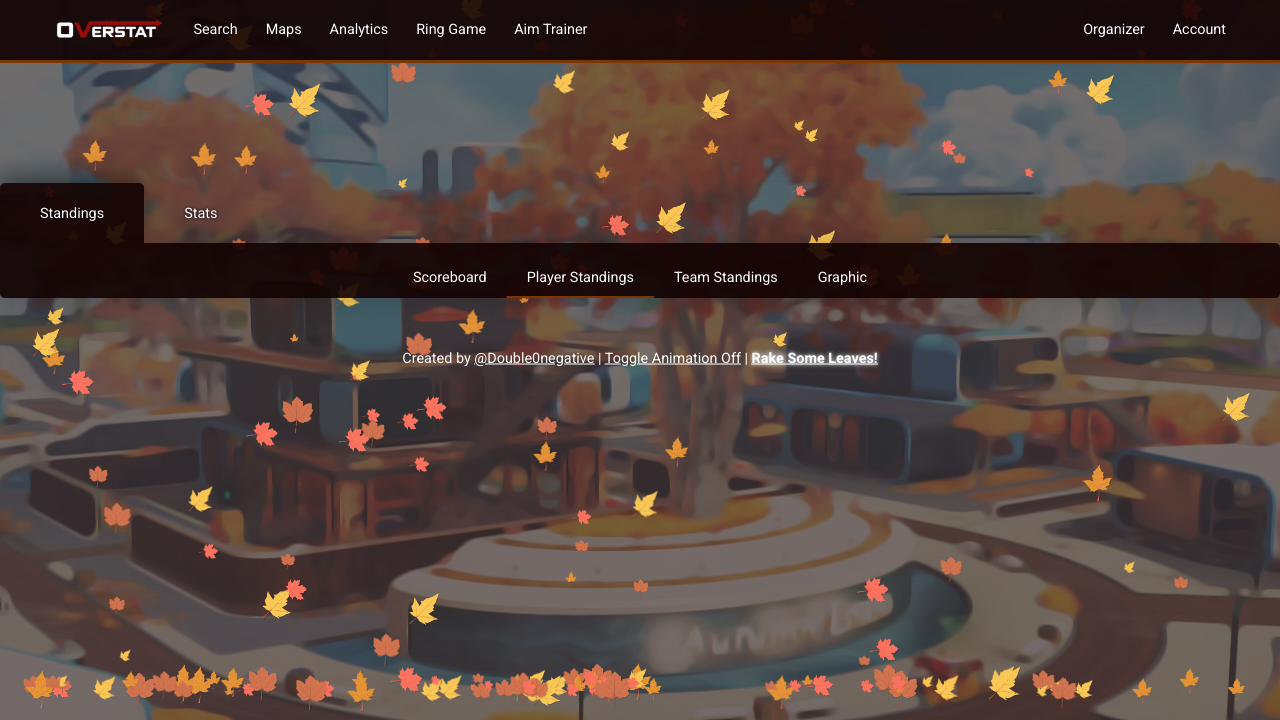 OVERSTAT Search Maps Analytics Ring Game Aim Trainer Organizer Account
Standings Stats
Scoreboard Player Standings Team Standings Graphic
Created by @Double0negative | Toggle Animation Off | Rake Some Leaves!